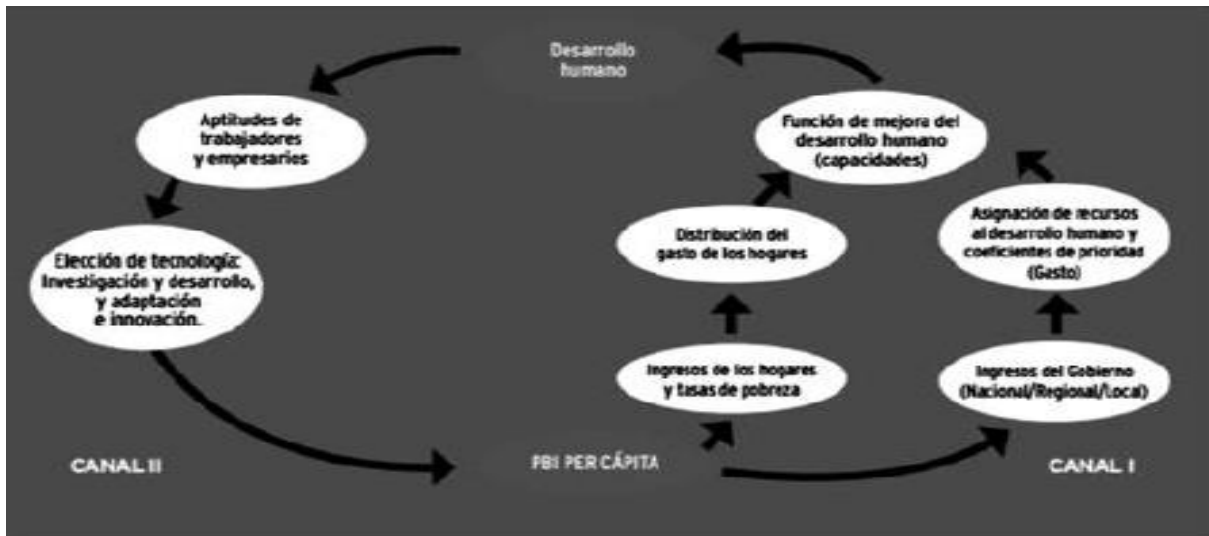 Desarrollo
humano
Aptitudes de
trabajadores
y empresarios
Función de mejora del
desarrollo humano
(capacidades)
Elección de tecnología:
Investigación y desarrollo,
y adaptación
e innovación.
Distribución del
gasto de los hogares
Asignación de recursos
al desarrollo humano y
coeficientes de prioridad
(Gasto)
Ingresos de los hogares
y tasas de pobreza
Ingresos del Gobierno
(Nacional/Regional/Local)
CANAL II
PBI PER CÁPITA
CANAL I